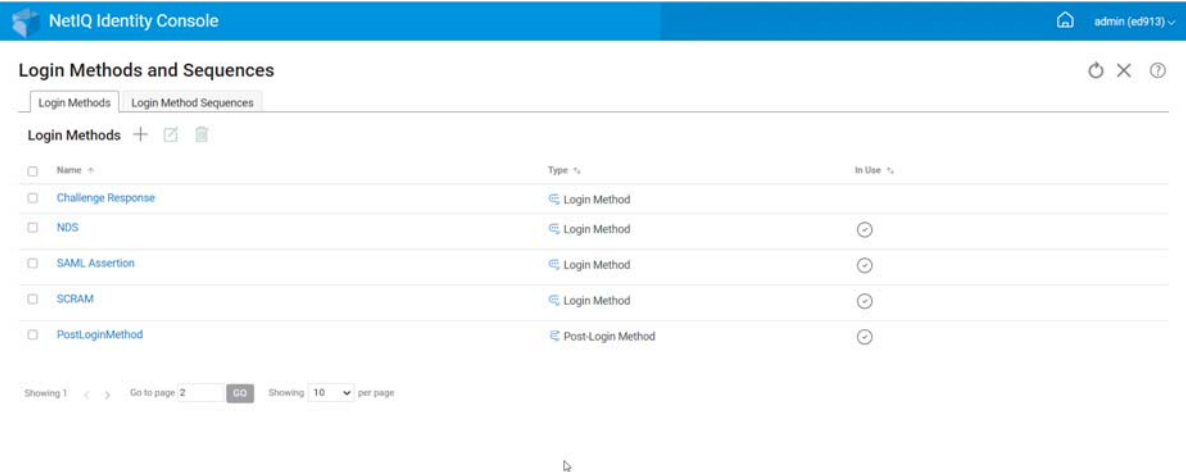 NetIQ Identity Console
admin (ed913)
Login Methods and Sequences
Login Methods Login Method Sequences
Login Methods
Name Type In Use
Challenge Response Login Method
NDS Login Method
SAML Assertion Login Method
SCRAM Login Method
PostLoginMethod Post-Login Method
Showing 1 Go to page 2 GO Showing 10 per page